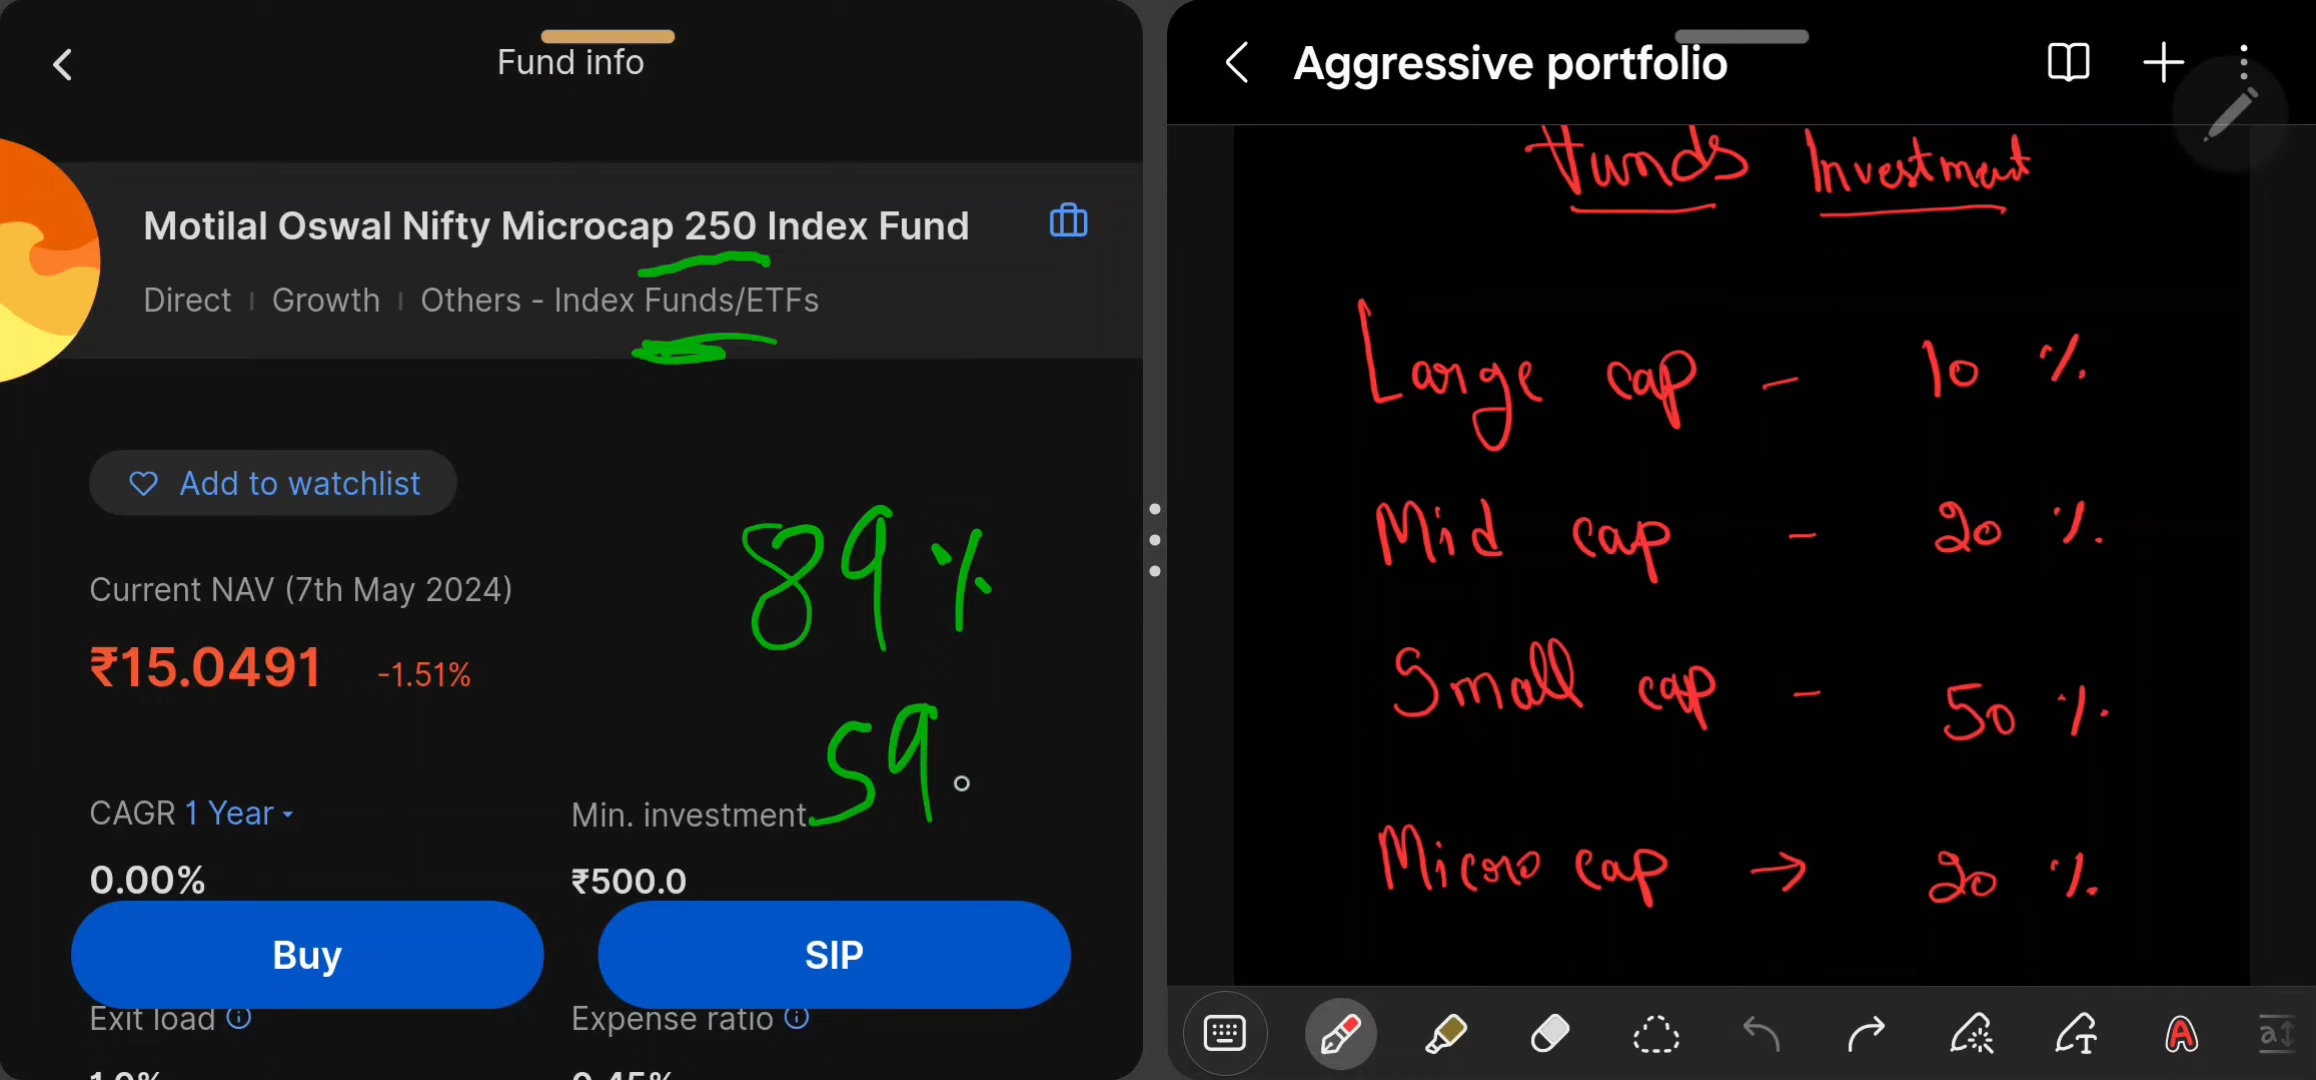 Fund info
Motilal Oswal Nifty Microcap 250 Index Fund
Direct | Growth | Others - Index Funds/ETFs
Add to watchlist
89 %
Current NAV (7th May 2024)
₹15.0491 -1.51%
59.
CAGR 1 Year
Min. investment
0.00%
₹500.0
Buy
SIP
Exit load
Expense ratio
Aggressive portfolio
Funds Investment
Large cap - 10 %
Mid cap - 20 %
Small cap - 50 %
Micro cap → 20 %